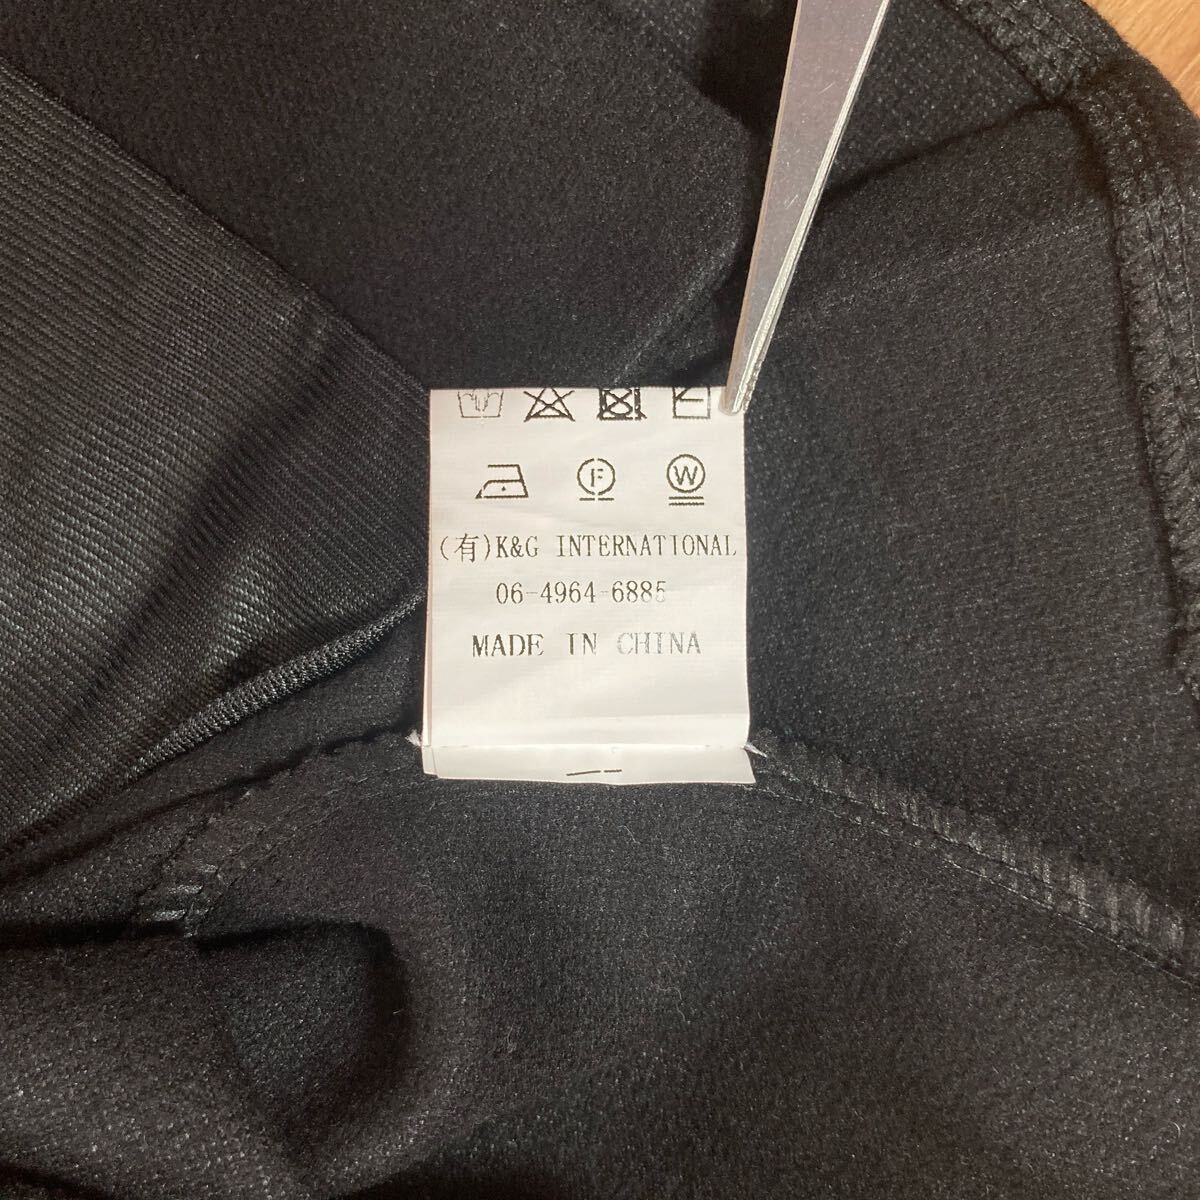 F W
(有)K&G INTERNATIONAL
06-4964-6885
MADE IN CHINA